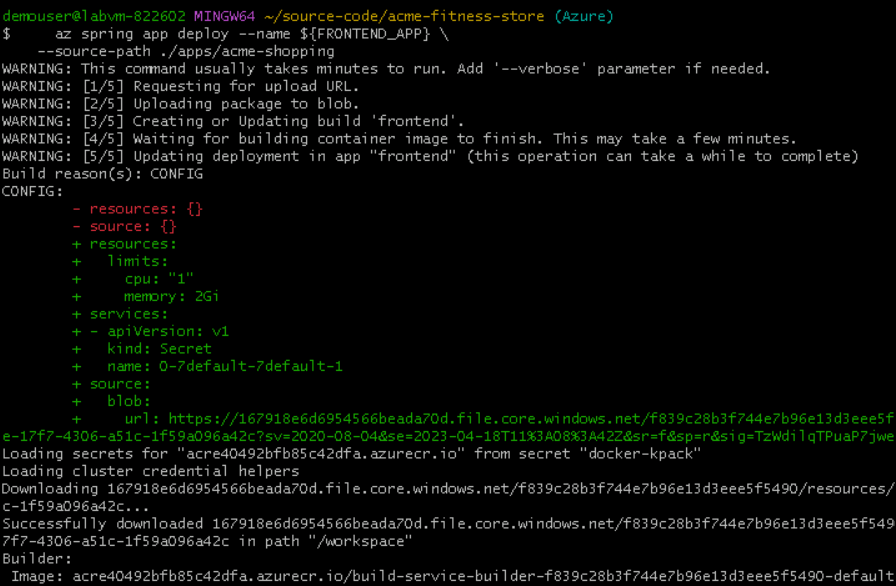 demouser@labvm-822602 MINGW64 ~/source-code/acme-fitness-store (Azure)
$     az spring app deploy --name ${FRONTEND_APP} \
    --source-path ./apps/acme-shopping
WARNING: This command usually takes minutes to run. Add '--verbose' parameter if needed.
WARNING: [1/5] Requesting for upload URL.
WARNING: [2/5] Uploading package to blob.
WARNING: [3/5] Creating or Updating build 'frontend'.
WARNING: [4/5] Waiting for building container image to finish. This may take a few minutes.
WARNING: [5/5] Updating deployment in app "frontend" (this operation can take a while to complete)
Build reason(s): CONFIG
CONFIG:
        - resources: {}
        - source: {}
        + resources:
        +   limits:
        +     cpu: "1"
        +     memory: 2Gi
        + services:
        + - apiVersion: v1
        +   kind: Secret
        +   name: 0-7default-7default-1
        + source:
        +   blob:
        +     url: https://167918e6d6954566beada70d.file.core.windows.net/f839c28b3f744e7b96e13d3eee5f
e-17f7-4306-a51c-1f59a096a42c?sv=2020-08-04&se=2023-04-18T11%3A08%3A42Z&sr=f&sp=r&sig=TzWdilqTPuaP7jwe
Loading secrets for "acre40492bfb85c42dfa.azurecr.io" from secret "docker-kpack"
Loading cluster credential helpers
Downloading 167918e6d6954566beada70d.file.core.windows.net/f839c28b3f744e7b96e13d3eee5f5490/resources/
c-1f59a096a42c...
Successfully downloaded 167918e6d6954566beada70d.file.core.windows.net/f839c28b3f744e7b96e13d3eee5f549
7f7-4306-a51c-1f59a096a42c in path "/workspace"
Builder:
 Image: acre40492bfb85c42dfa.azurecr.io/build-service-builder-f839c28b3f744e7b96e13d3eee5f5490-default